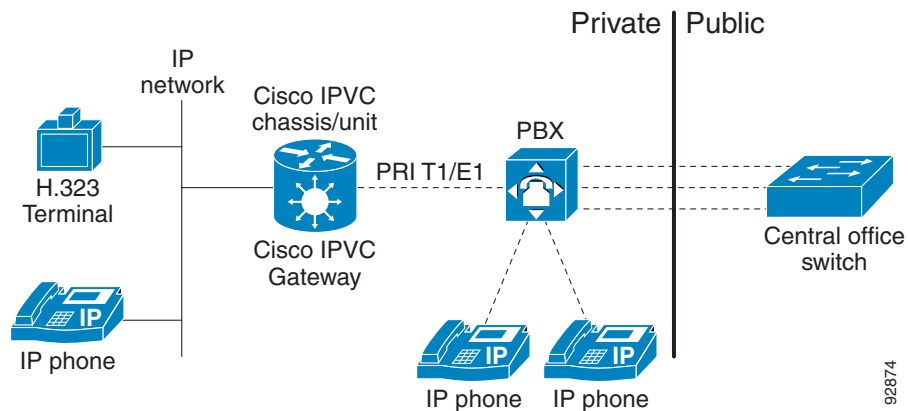 Private
Public
IP
network
Cisco IPVC
chassis/unit
PBX
PRI T1/E1
H.323
Terminal
Cisco IPVC
Gateway
Central office
switch
IP
IP phone
IP
IP phone
IP
IP phone
92874